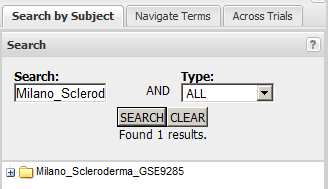 Search by Subject Navigate Terms Across Trials
Search ?
Search: Type:
Milano_Sclerod AND ALL
SEARCH CLEAR
Found 1 results.
Milano_Scleroderma_GSE9285